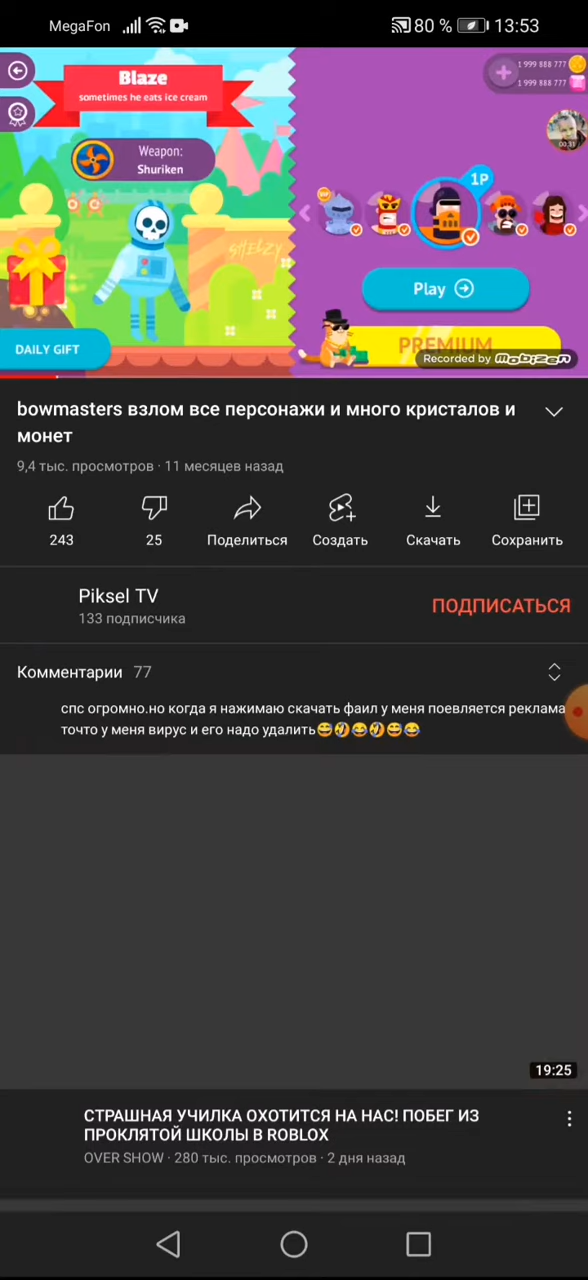 MegaFon
80 %
13:53
Blaze
sometimes he eats ice cream
Weapon:
Shuriken
SHELZY
DAILY GIFT
1 999 888 777
1 999 888 777
00:31
1P
Play
PREMIUM
Recorded by mobizen
bowmasters взлом все персонажи и много кристалов и
монет
9,4 тыс. просмотров · 11 месяцев назад
243
25
Поделиться
Создать
Скачать
Сохранить
Piksel TV
133 подписчика
ПОДПИСАТЬСЯ
Комментарии 77
спс огромно.но когда я нажимаю скачать фаил у меня поевляется реклама
точто у меня вирус и его надо удалить😅🤣😂🤣😅😂
19:25
СТРАШНАЯ УЧИЛКА ОХОТИТСЯ НА НАС! ПОБЕГ ИЗ
ПРОКЛЯТОЙ ШКОЛЫ В ROBLOX
OVER SHOW · 280 тыс. просмотров · 2 дня назад